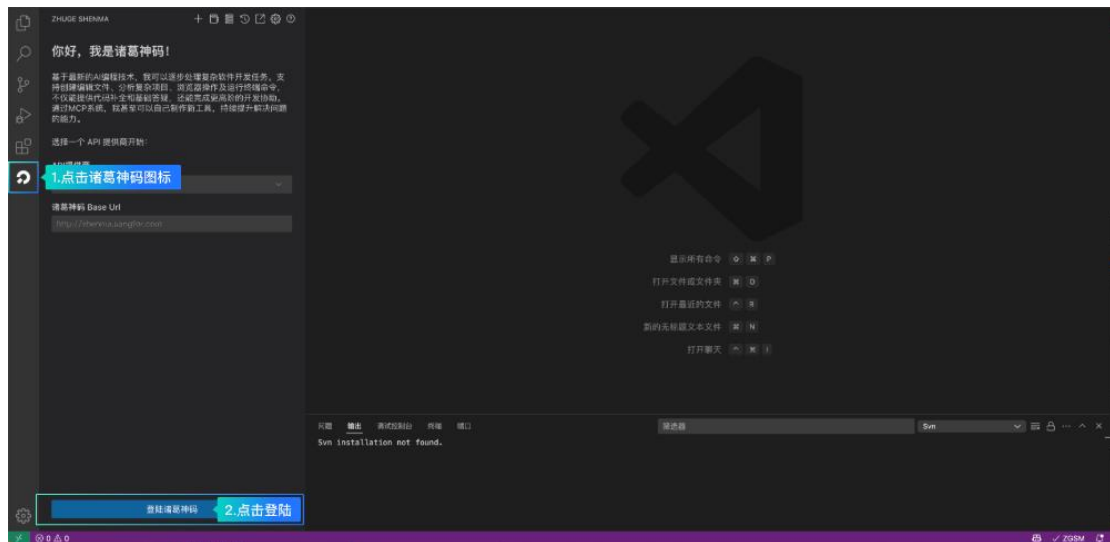 ZHUGE SHENMA
你好，我是诸葛神码！
基于最新的AI编程技术，我可以逐步处理复杂软件开发任务。支
持创建编辑文件、分析复杂项目、浏览器操作及运行终端命令，
不仅能提供代码补全和基础答疑，还能完成更高阶的开发协助。
通过MCP系统，我甚至可以自己制作新工具，持续提升解决问题
的能力。
选择一个 API 提供商开始:
API提供商
1.点击诸葛神码图标
诸葛神码 Base Url
显示所有命令 ⇧ ⌘ P
打开文件或文件夹 ⌘ O
打开最近的文件 ^ R
新的无标题文本文件 ⌘ N
打开聊天 ^ ⌘ I
问题 输出 调试控制台 终端 端口 筛选器 Svn
Svn installation not found.
登陆诸葛神码
2.点击登陆
0 0 ZGSM